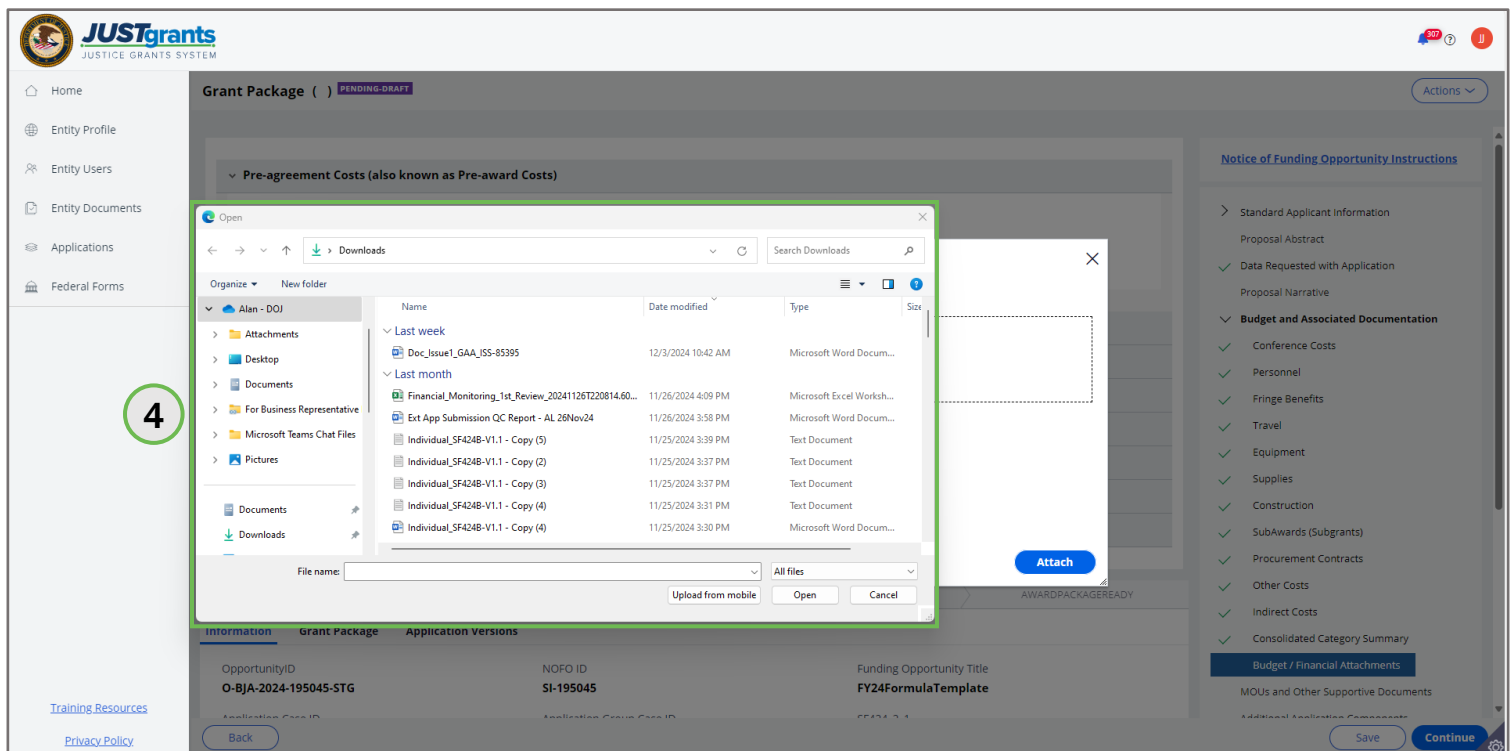 JUSTgrants
JUSTICE GRANTS SYSTEM
307
JJ
Home
Entity Profile
Entity Users
Entity Documents
Applications
Federal Forms
Training Resources
Privacy Policy
Grant Package ( ) PENDING-DRAFT
Actions
Pre-agreement Costs (also known as Pre-award Costs)
4
Open
Downloads
Search Downloads
Organize New folder
Alan - DOJ
Attachments
Desktop
Documents
For Business Representative
Microsoft Teams Chat Files
Pictures
Documents
Downloads
Name Date modified Type Size
Last week
Doc_Issue1_GAA_ISS-85395 12/3/2024 10:42 AM Microsoft Word Docum...
Last month
Financial_Monitoring_1st_Review_20241126T220814.60... 11/26/2024 4:09 PM Microsoft Excel Worksh...
Ext App Submission QC Report - AL 26Nov24 11/26/2024 3:58 PM Microsoft Word Docum...
Individual_SF424B-V1.1 - Copy (5) 11/25/2024 3:39 PM Text Document
Individual_SF424B-V1.1 - Copy (2) 11/25/2024 3:37 PM Text Document
Individual_SF424B-V1.1 - Copy (3) 11/25/2024 3:37 PM Text Document
Individual_SF424B-V1.1 - Copy (4) 11/25/2024 3:31 PM Text Document
Individual_SF424B-V1.1 - Copy (4) 11/25/2024 3:30 PM Microsoft Word Docum...
File name: All files
Upload from mobile Open Cancel
Attach
AWARDPACKAGEREADY
Information Grant Package Application Versions
OpportunityID NOFO ID Funding Opportunity Title
O-BJA-2024-195045-STG SI-195045 FY24FormulaTemplate
Application Case ID Application Group Case ID
Back Save Continue
Notice of Funding Opportunity Instructions
Standard Applicant Information
Proposal Abstract
Data Requested with Application
Proposal Narrative
Budget and Associated Documentation
Conference Costs
Personnel
Fringe Benefits
Travel
Equipment
Supplies
Construction
SubAwards (Subgrants)
Procurement Contracts
Other Costs
Indirect Costs
Consolidated Category Summary
Budget / Financial Attachments
MOUs and Other Supportive Documents
Additional Application Components